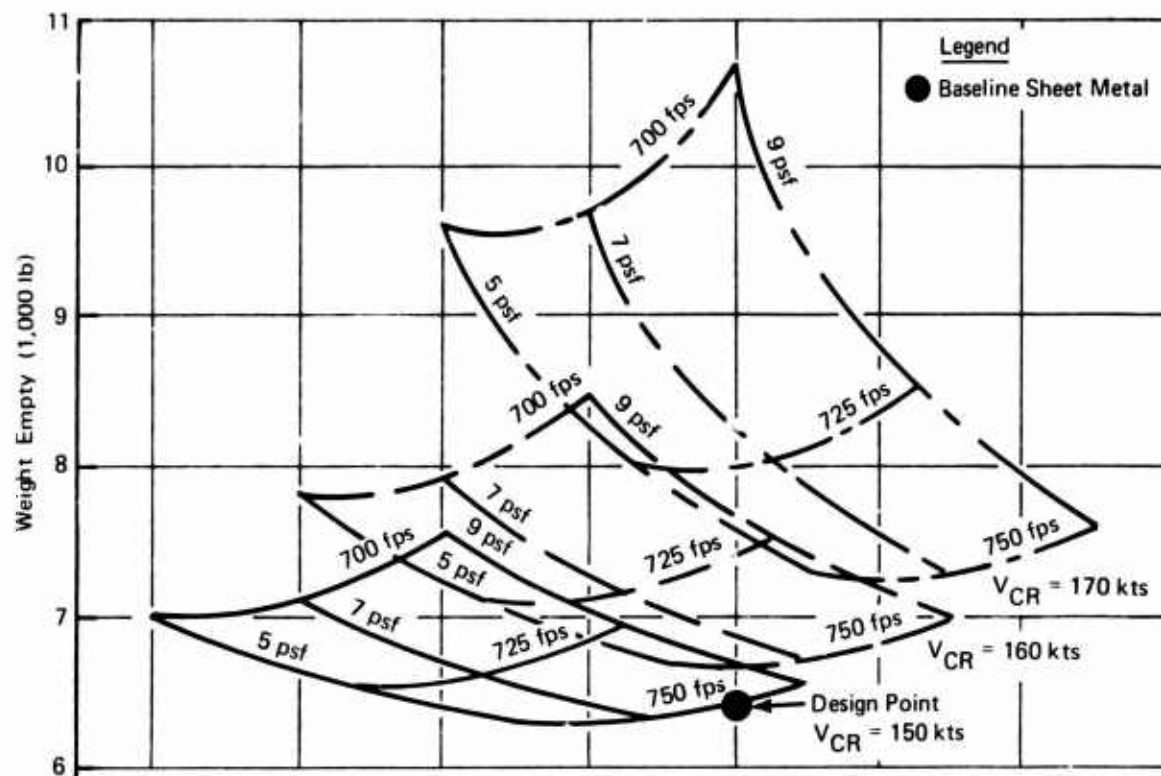 11
10
9
8
7
6
Weight Empty (1,000 lb)
Legend
Baseline Sheet Metal
700 fps
9 psf
7 psf
5 psf
725 fps
750 fps
V_CR = 170 kts
700 fps
9 psf
7 psf
5 psf
725 fps
750 fps
V_CR = 160 kts
700 fps
9 psf
7 psf
5 psf
725 fps
750 fps
Design Point
V_CR = 150 kts